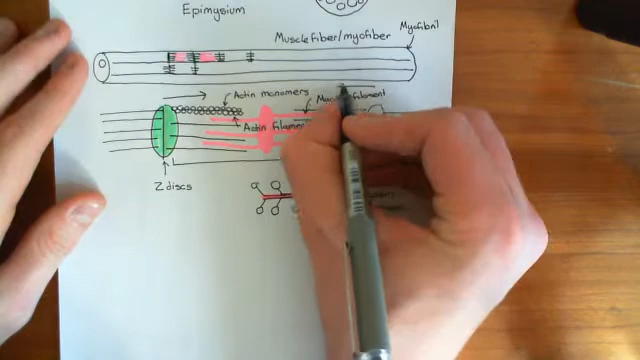 Epimysium
Muscle fiber/myofiber
Myofibril
Actin monomers
filament
Actin
Z discs